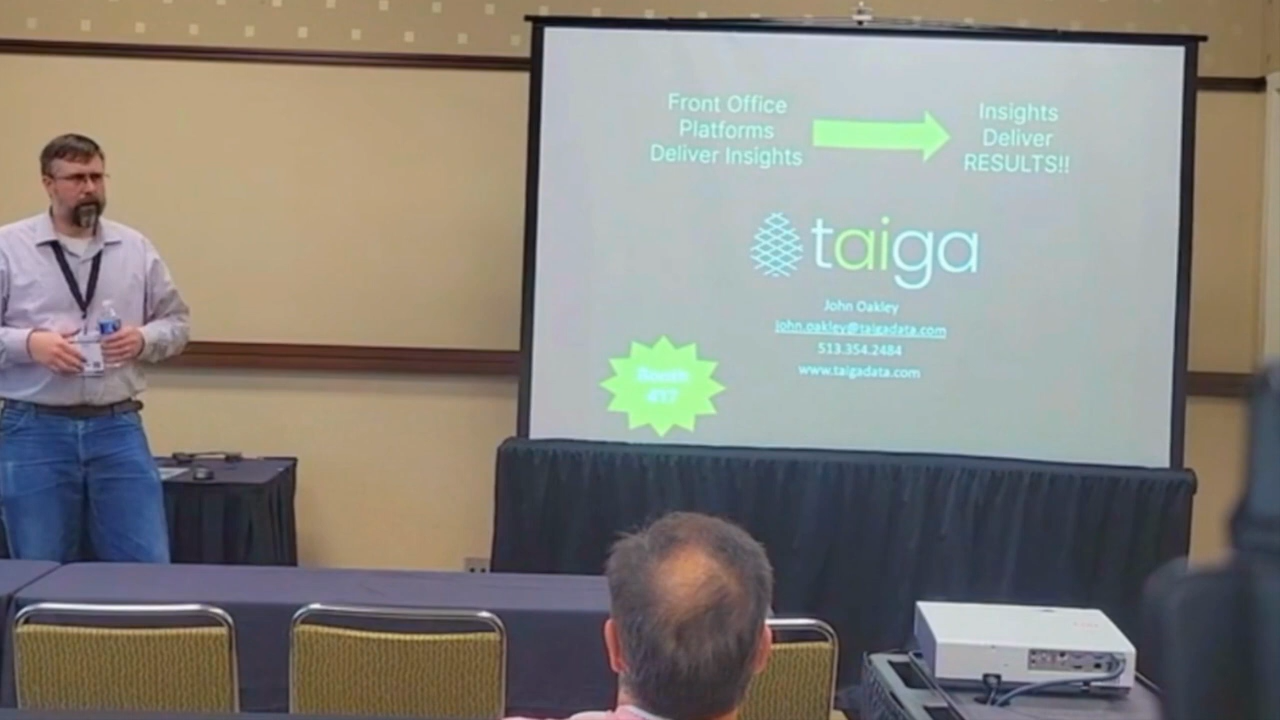 Front Office
Platforms
Deliver Insights
Insights
Deliver
RESULTS!!
taiga
John Oakley
john.oakley@taigadata.com
513.354.2484
www.taigadata.com
Booth